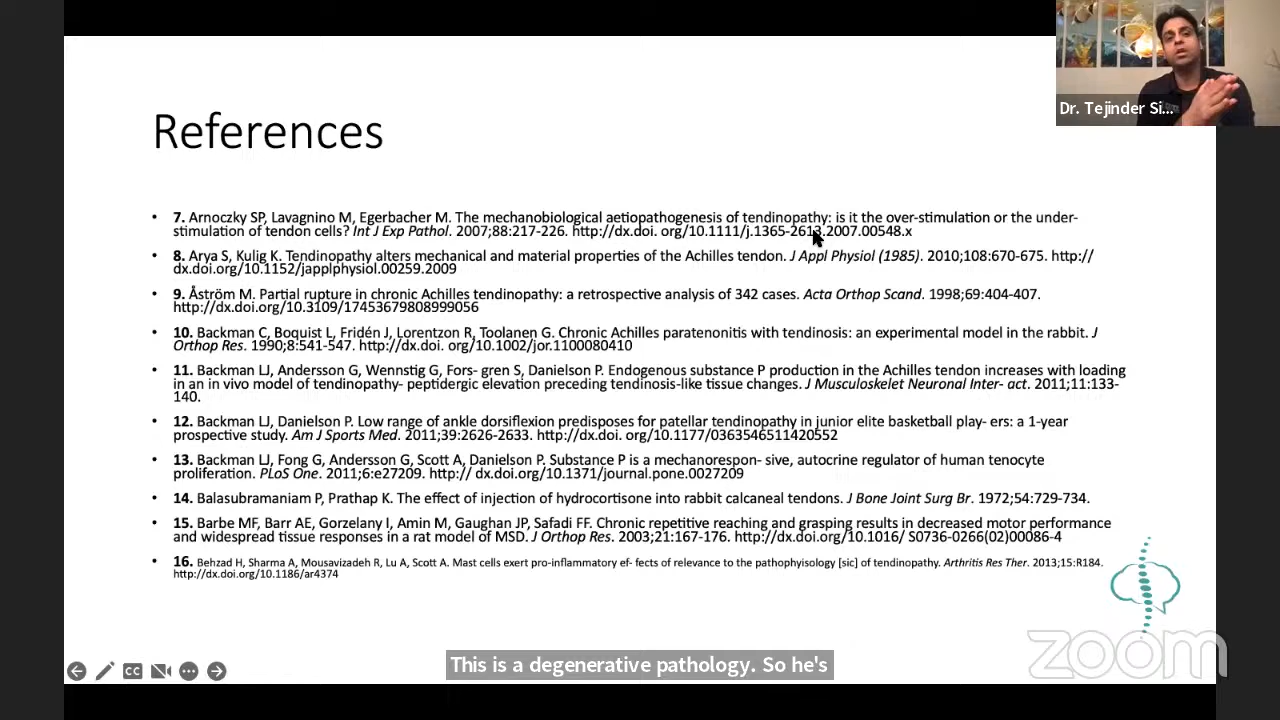 Dr. Tejinder Si...
References
• 7. Arnoczky SP, Lavagnino M, Egerbacher M. The mechanobiological aetiopathogenesis of tendinopathy: is it the over-stimulation or the under-
stimulation of tendon cells? Int J Exp Pathol. 2007;88:217-226. http://dx.doi. org/10.1111/j.1365-2613.2007.00548.x
• 8. Arya S, Kulig K. Tendinopathy alters mechanical and material properties of the Achilles tendon. J Appl Physiol (1985). 2010;108:670-675. http://
dx.doi.org/10.1152/japplphysiol.00259.2009
• 9. Åström M. Partial rupture in chronic Achilles tendinopathy: a retrospective analysis of 342 cases. Acta Orthop Scand. 1998;69:404-407.
http://dx.doi.org/10.3109/17453679808999056
• 10. Backman C, Boquist L, Fridén J, Lorentzon R, Toolanen G. Chronic Achilles paratenonitis with tendinosis: an experimental model in the rabbit. J
Orthop Res. 1990;8:541-547. http://dx.doi. org/10.1002/jor.1100080410
• 11. Backman LJ, Andersson G, Wennstig G, Fors- gren S, Danielson P. Endogenous substance P production in the Achilles tendon increases with loading
in an in vivo model of tendinopathy- peptidergic elevation preceding tendinosis-like tissue changes. J Musculoskelet Neuronal Inter- act. 2011;11:133-
140.
• 12. Backman LJ, Danielson P. Low range of ankle dorsiflexion predisposes for patellar tendinopathy in junior elite basketball play- ers: a 1-year
prospective study. Am J Sports Med. 2011;39:2626-2633. http://dx.doi. org/10.1177/0363546511420552
• 13. Backman LJ, Fong G, Andersson G, Scott A, Danielson P. Substance P is a mechanorespon- sive, autocrine regulator of human tenocyte
proliferation. PLoS One. 2011;6:e27209. http:// dx.doi.org/10.1371/journal.pone.0027209
• 14. Balasubramaniam P, Prathap K. The effect of injection of hydrocortisone into rabbit calcaneal tendons. J Bone Joint Surg Br. 1972;54:729-734.
• 15. Barbe MF, Barr AE, Gorzelany I, Amin M, Gaughan JP, Safadi FF. Chronic repetitive reaching and grasping results in decreased motor performance
and widespread tissue responses in a rat model of MSD. J Orthop Res. 2003;21:167-176. http://dx.doi.org/10.1016/ S0736-0266(02)00086-4
• 16. Behzad H, Sharma A, Mousavizadeh R, Lu A, Scott A. Mast cells exert pro-inflammatory ef- fects of relevance to the pathophyisology [sic] of tendinopathy. Arthritis Res Ther. 2013;15:R184.
http://dx.doi.org/10.1186/ar4374
zoom
CC
This is a degenerative pathology. So he's